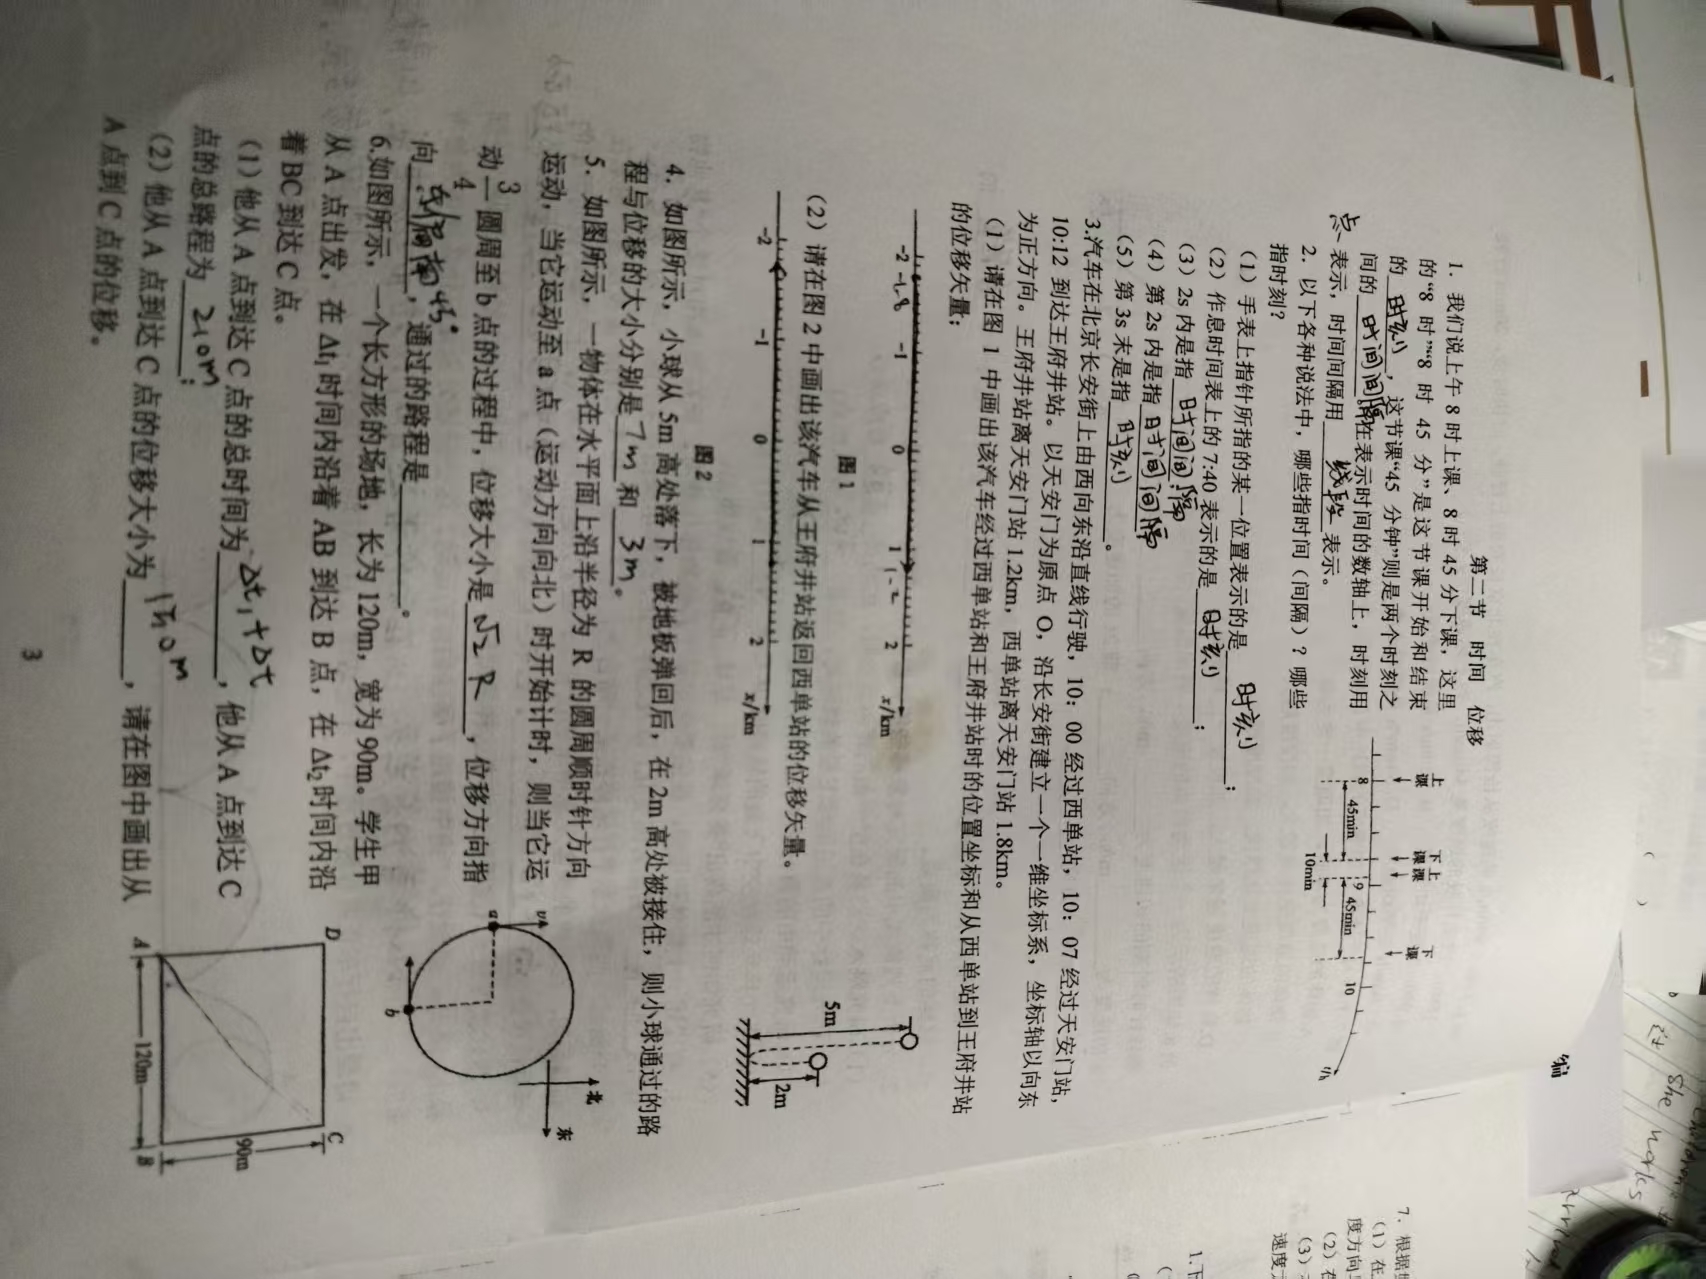 第二节 时间 位移
1. 我们说上午 8 时上课、8 时 45 分下课，这里
的“8 时”“8 时 45 分”是这节课开始和结束
的 时刻，这节课“45 分钟”则是两个时刻之
间的 时间间隔。在表示时间的数轴上，时刻用
点 表示，时间间隔用 线段 表示。
上课
下课
上课
下课
8
9
10
t/h
45min
10min
45min
2. 以下各种说法中，哪些指时间（间隔）？哪些
指时刻？
（1）手表上指针所指的某一位置表示的是 时刻；
（2）作息时间表上的 7:40 表示的是 时刻；
（3）2s 内是指 时间间隔
（4）第 2s 内是指 时间间隔
（5）第 3s 末是指 时刻。
3.汽车在北京长安街上由西向东沿直线行驶，10：00 经过西单站，10：07 经过天安门站，
10:12 到达王府井站。以天安门为原点 O，沿长安街建立一个一维坐标系，坐标轴以向东
为正方向。王府井站离天安门站 1.2km，西单站离天安门站 1.8km。
（1）请在图 1 中画出该汽车经过西单站和王府井站时的位置坐标和从西单站到王府井站
的位移矢量；
-2 -1.8 -1 0 1 1.2 2 x/km
图 1
（2）请在图 2 中画出该汽车从王府井站返回西单站的位移矢量。
-2 -1 0 1 2 x/km
图 2
4. 如图所示，小球从 5m 高处落下，被地板弹回后，在 2m 高处被接住，则小球通过的路
程与位移的大小分别是 7m 和 3m。
5m
2m
5．如图所示，一物体在水平面上沿半径为 R 的圆周顺时针方向
运动，当它运动至 a 点（运动方向向北）时开始计时，则当它运
动 3/4 圆周至 b 点的过程中，位移大小是 √2 R，位移方向指
向 东偏南45°，通过的路程是______。
a
b
北
东
6.如图所示，一个长方形的场地，长为 120m，宽为 90m。学生甲
从 A 点出发，在 Δt₁ 时间内沿着 AB 到达 B 点，在 Δt₂ 时间内沿
着 BC 到达 C 点。
（1）他从 A 点到达 C 点的总时间为 Δt₁+Δt，他从 A 点到达 C
点的总路程为 210m；
（2）他从 A 点到达 C 点的位移大小为 150m，请在图中画出从
A 点到 C 点的位移。
D
C
A
B
120m
90m
3
编
she works
7．根据
（1）在
度方向
（2）在
（3）
速度
1.下